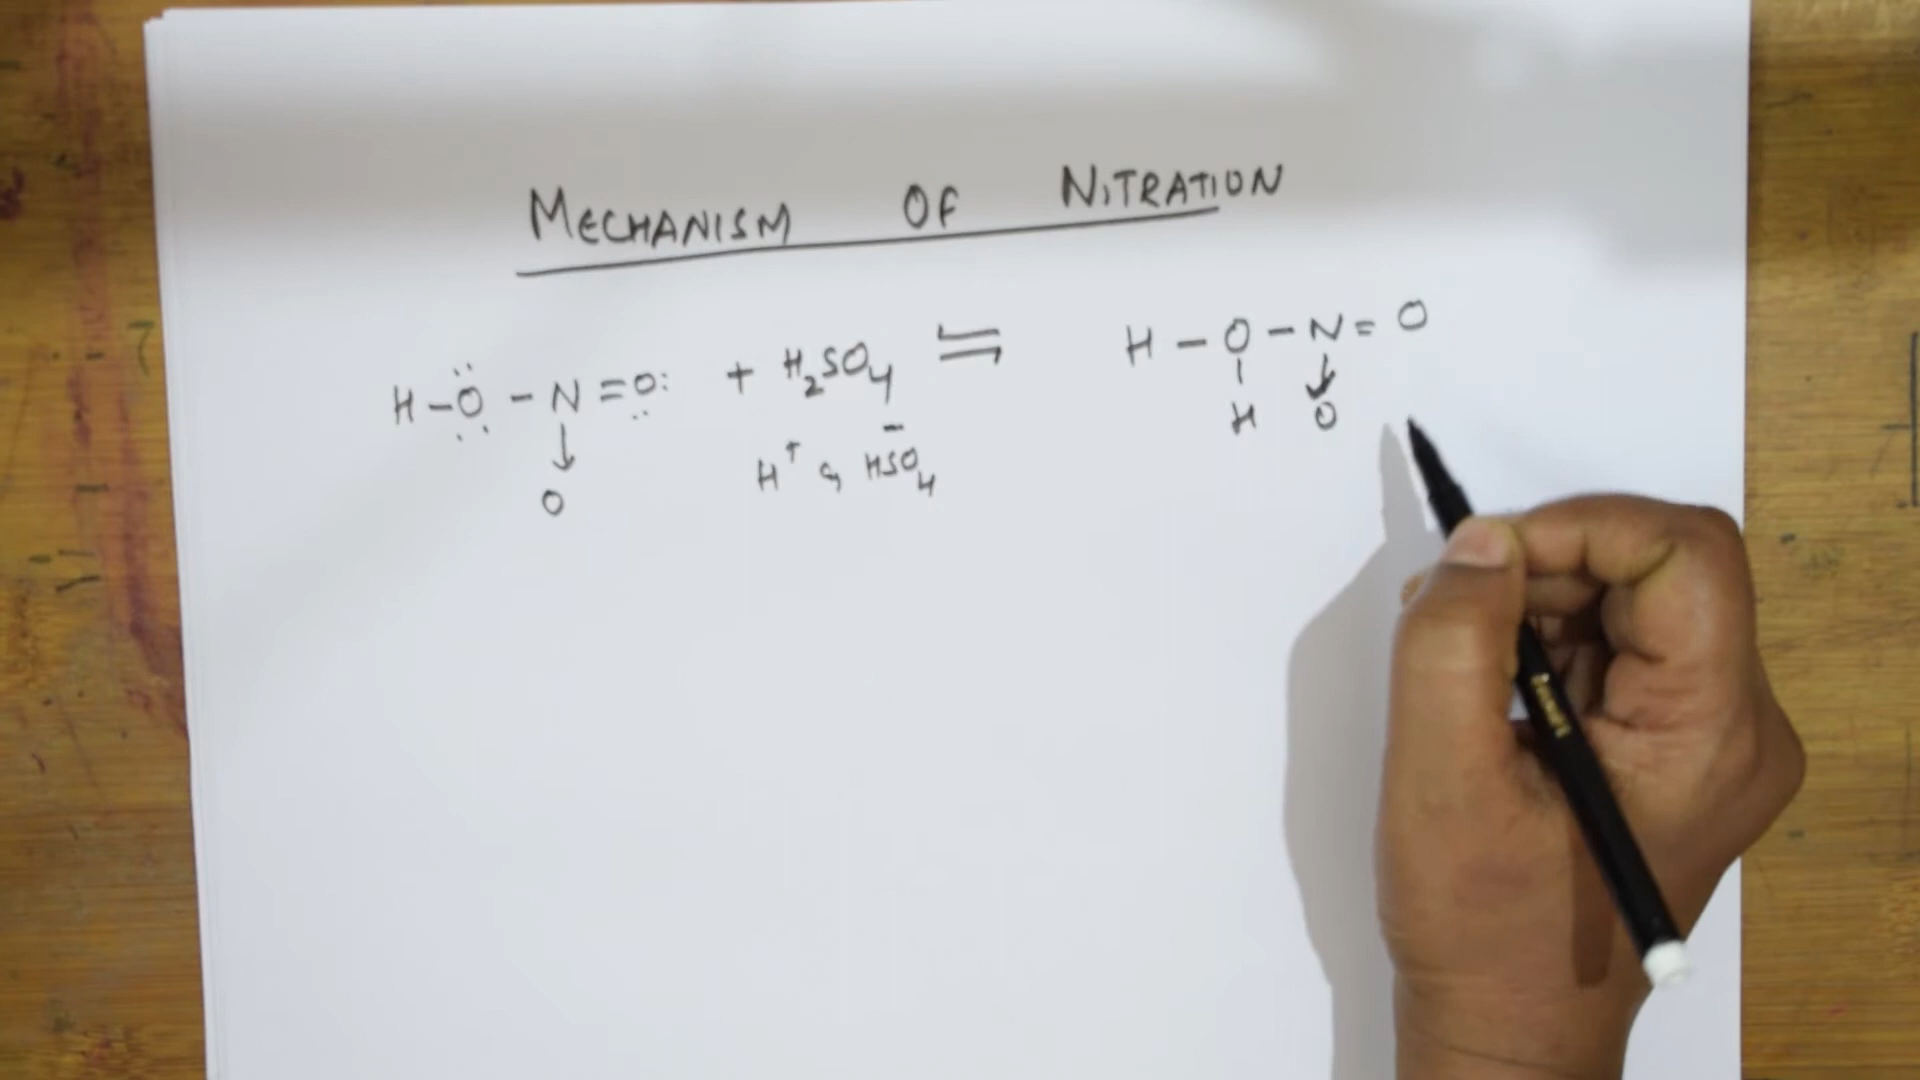 MECHANISM OF NITRATION
H-O-N=O + H2SO4 ⇌ H-O-N=O
↓ | ↓
O H+ & HSO4- H O